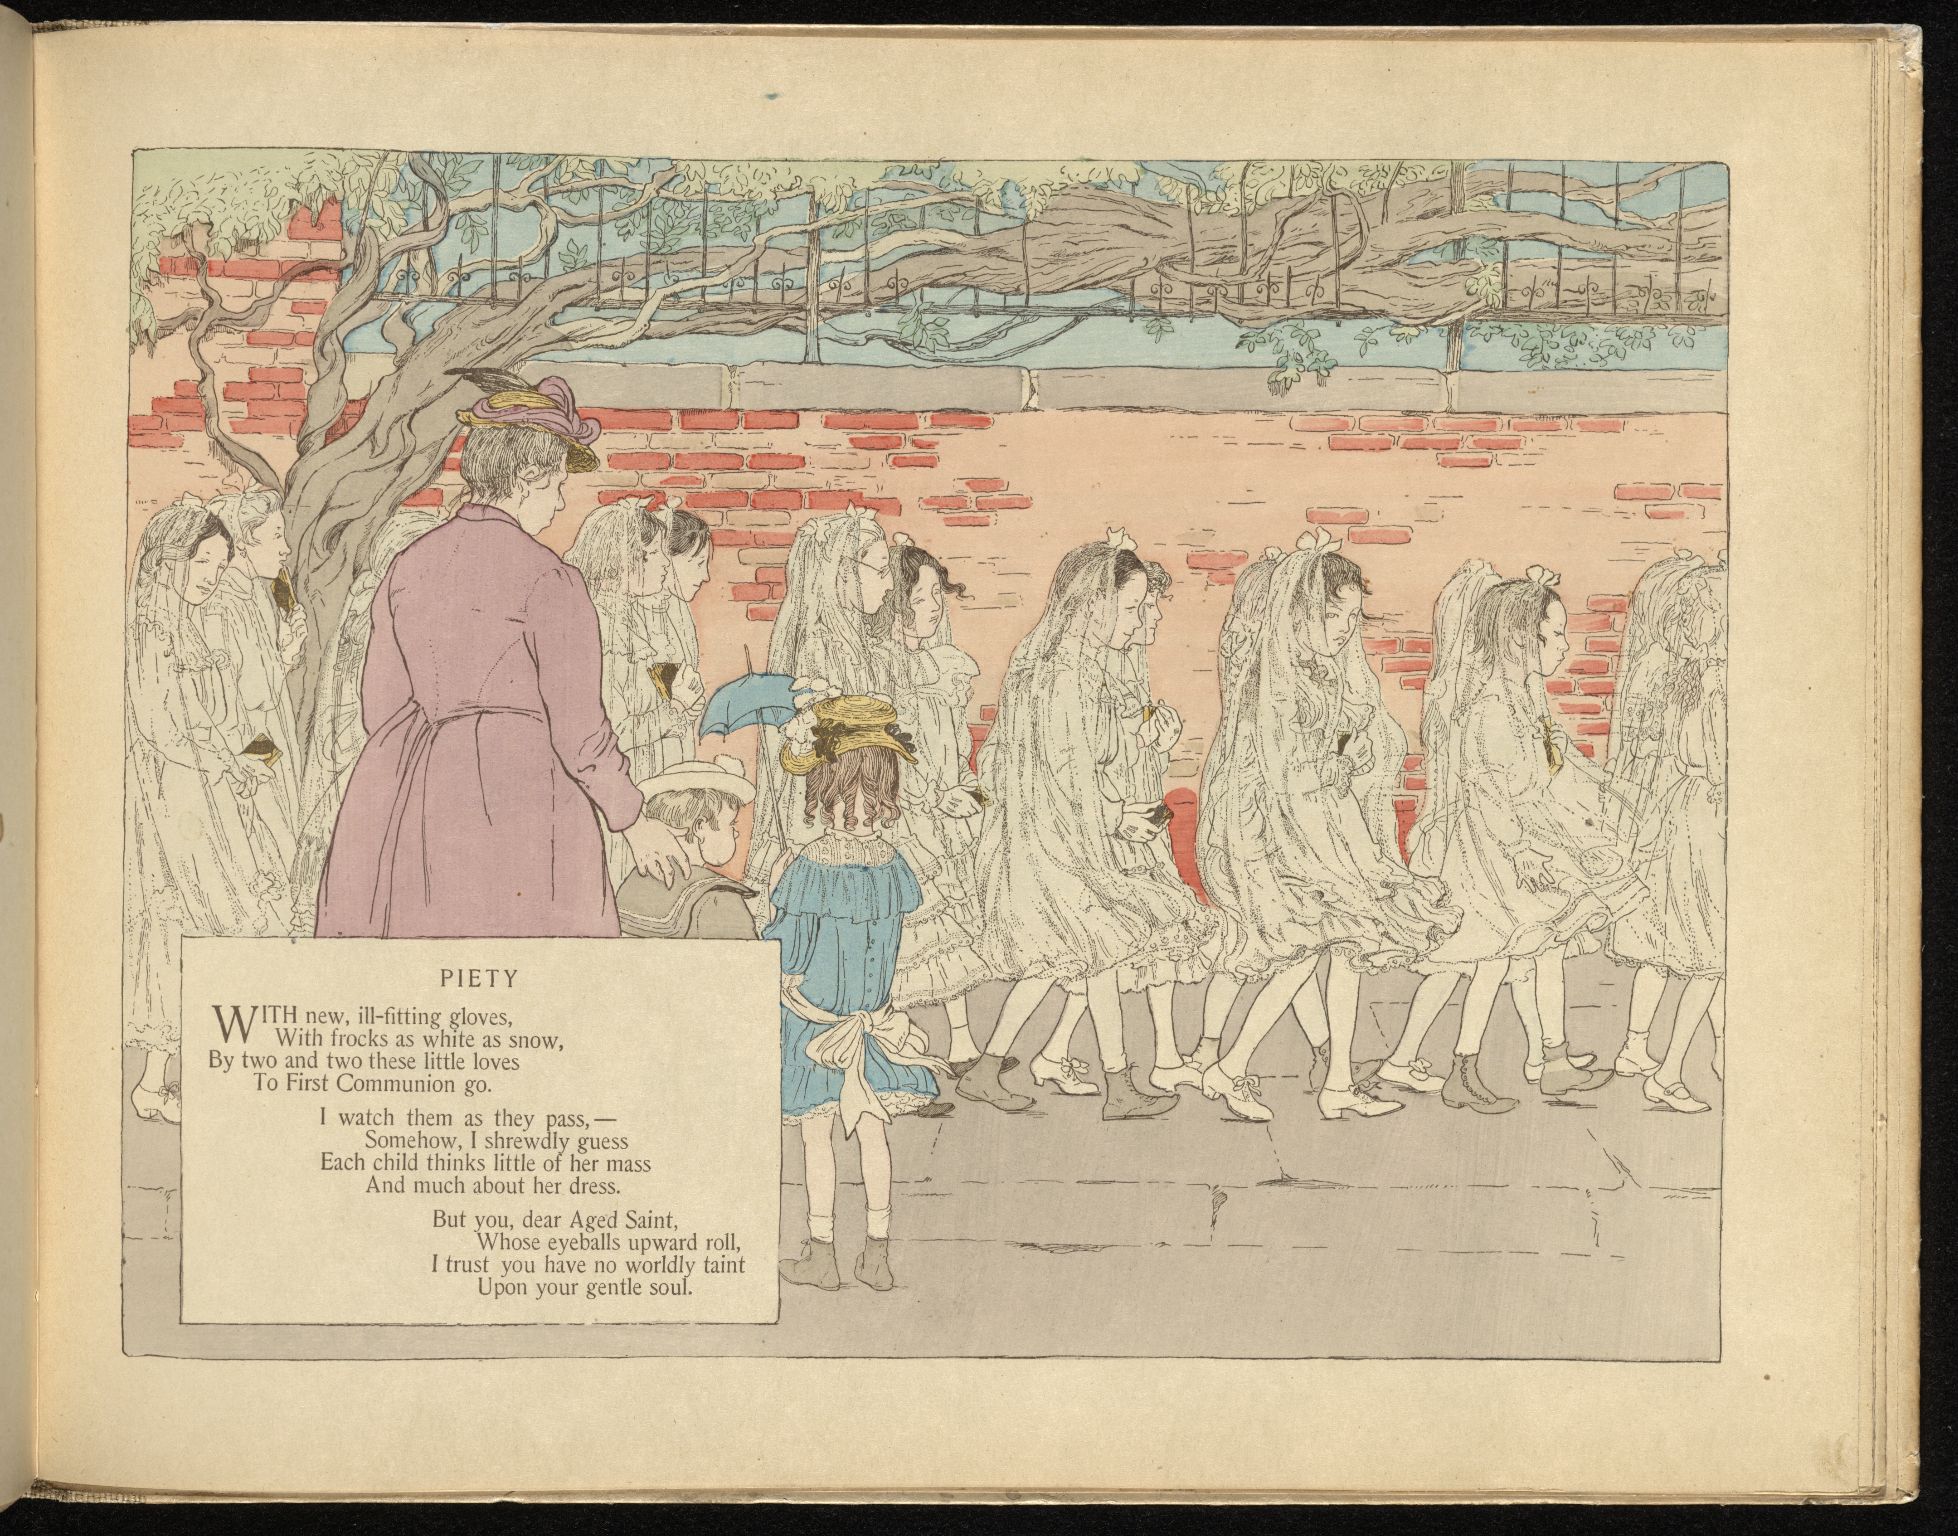 PIETY
WITH new, ill-fitting gloves,
With frocks as white as snow,
By two and two these little loves
To First Communion go.
I watch them as they pass,—
Somehow, I shrewdly guess
Each child thinks little of her mass
And much about her dress.
But you, dear Aged Saint,
Whose eyeballs upward roll,
I trust you have no worldly taint
Upon your gentle soul.